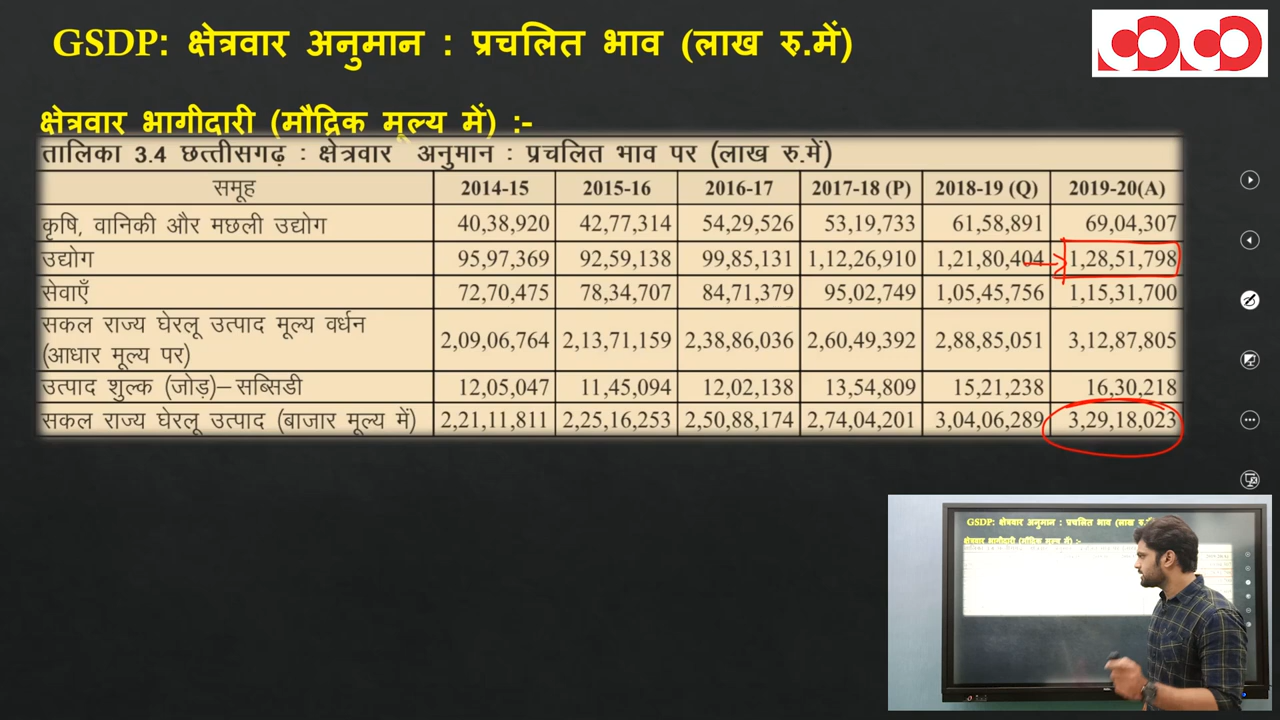 GSDP: क्षेत्रवार अनुमान : प्रचलित भाव (लाख रु.में)
क्षेत्रवार भागीदारी (मौद्रिक मूल्य में) :-
तालिका 3.4 छत्तीसगढ़ : क्षेत्रवार अनुमान : प्रचलित भाव पर (लाख रु.में)
समूह 2014-15 2015-16 2016-17 2017-18 (P) 2018-19 (Q) 2019-20(A)
कृषि, वानिकी और मछली उद्योग 40,38,920 42,77,314 54,29,526 53,19,733 61,58,891 69,04,307
उद्योग 95,97,369 92,59,138 99,85,131 1,12,26,910 1,21,80,404 1,28,51,798
सेवाएँ 72,70,475 78,34,707 84,71,379 95,02,749 1,05,45,756 1,15,31,700
सकल राज्य घेरलू उत्पाद मूल्य वर्धन
(आधार मूल्य पर) 2,09,06,764 2,13,71,159 2,38,86,036 2,60,49,392 2,88,85,051 3,12,87,805
उत्पाद शुल्क (जोड़)–सब्सिडी 12,05,047 11,45,094 12,02,138 13,54,809 15,21,238 16,30,218
सकल राज्य घेरलू उत्पाद (बाजार मूल्य में) 2,21,11,811 2,25,16,253 2,50,88,174 2,74,04,201 3,04,06,289 3,29,18,023
GSDP: क्षेत्रवार अनुमान : प्रचलित भाव (लाख
क्षेत्रवार भागीदारी (मौद्रिक मूल्य में) :-